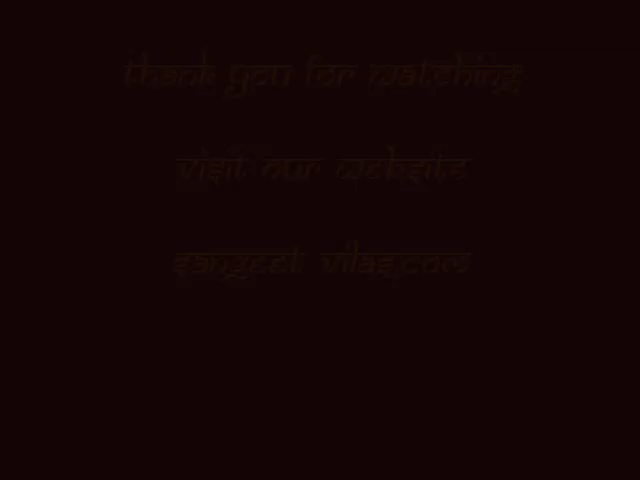 thank you for watching
visit our website
sangeet vilas.com